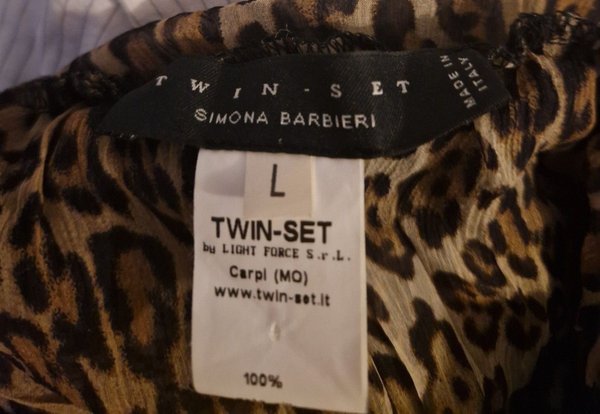 TWIN-SET
SIMONA BARBIERI
MADE IN
ITALY
L
TWIN-SET
by LIGHT FORCE S.r.L.
Carpi (MO)
www.twin-set.it
100%